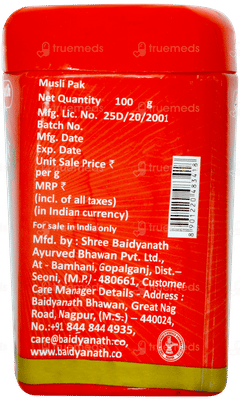 truemeds
Musli Pak
Net Quantity 100 g
Mfg. Lic. No. 25D/20/2001
Batch No.
Mfg. Date
Exp. Date
Unit Sale Price ₹
per g
MRP ₹
(incl. of all taxes)
(in Indian currency)
For sale in India only
Mfd. by : Shree Baidyanath
Ayurved Bhawan Pvt. Ltd.,
At - Bamhani, Gopalganj, Dist.–
Seoni, (M.P.)- 480661, Customer
Care Manager Details - Address :
Baidyanath Bhawan, Great Nag
Road, Nagpur, (M.S.) – 440024,
No.:+91 844 844 4935,
care@baidyanath.co,
www.baidyanath.co
8901220483418